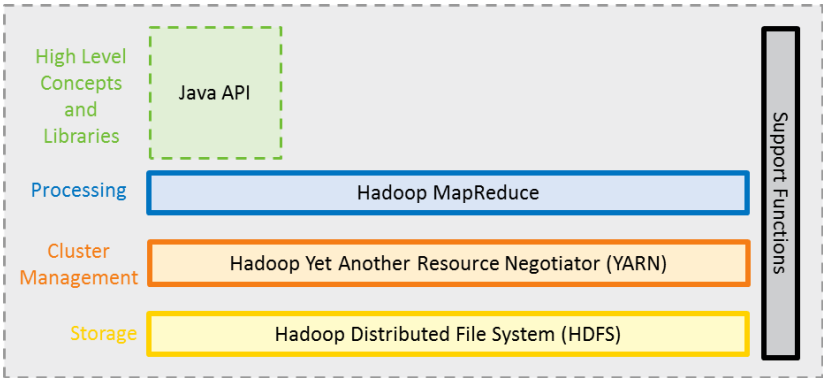 High Level
Concepts
and
Libraries
Java API
Processing
Hadoop MapReduce
Cluster
Management
Hadoop Yet Another Resource Negotiator (YARN)
Storage
Hadoop Distributed File System (HDFS)
Support Functions